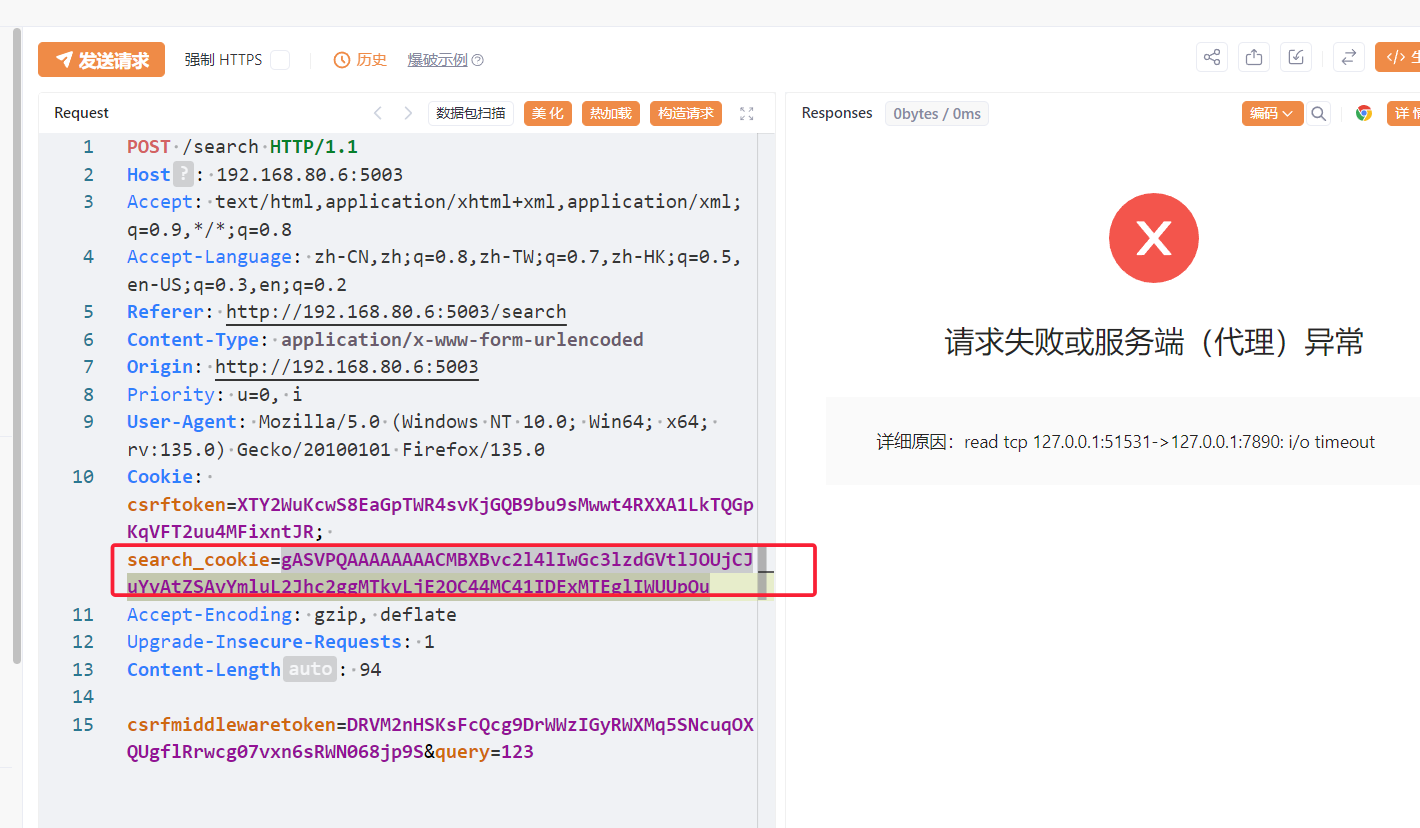 发送请求 强制 HTTPS 历史 爆破示例 </> 生
Request 数据包扫描 美化 热加载 构造请求
Responses 0bytes / 0ms 编码 详情
1 POST /search HTTP/1.1
2 Host ? : 192.168.80.6:5003
3 Accept: text/html,application/xhtml+xml,application/xml;
q=0.9,*/*;q=0.8
4 Accept-Language: zh-CN,zh;q=0.8,zh-TW;q=0.7,zh-HK;q=0.5,
en-US;q=0.3,en;q=0.2
5 Referer: http://192.168.80.6:5003/search
6 Content-Type: application/x-www-form-urlencoded
7 Origin: http://192.168.80.6:5003
8 Priority: u=0, i
9 User-Agent: Mozilla/5.0 (Windows NT 10.0; Win64; x64;
rv:135.0) Gecko/20100101 Firefox/135.0
10 Cookie:
csrftoken=XTY2WuKcwS8EaGpTWR4svKjGQB9bu9sMwwt4RXXA1LkTQGp
KqVFT2uu4MFixntJR;
search_cookie=gASVPQAAAAAAAACMBXBvc2l4lIwGc3lzdGVtlJOUjCJ
uYyAtZSAvYmluL2Jhc2ggMTkyLjE2OC44MC41IDExMTEglIWUUpQu
11 Accept-Encoding: gzip, deflate
12 Upgrade-Insecure-Requests: 1
13 Content-Length auto : 94
14
15 csrfmiddlewaretoken=DRVM2nHSKsFcQcg9DrWWzIGyRWXMq5SNcuqOX
QUgflRrwcg07vxn6sRWN068jp9S&query=123
请求失败或服务端（代理）异常
详细原因：read tcp 127.0.0.1:51531->127.0.0.1:7890: i/o timeout